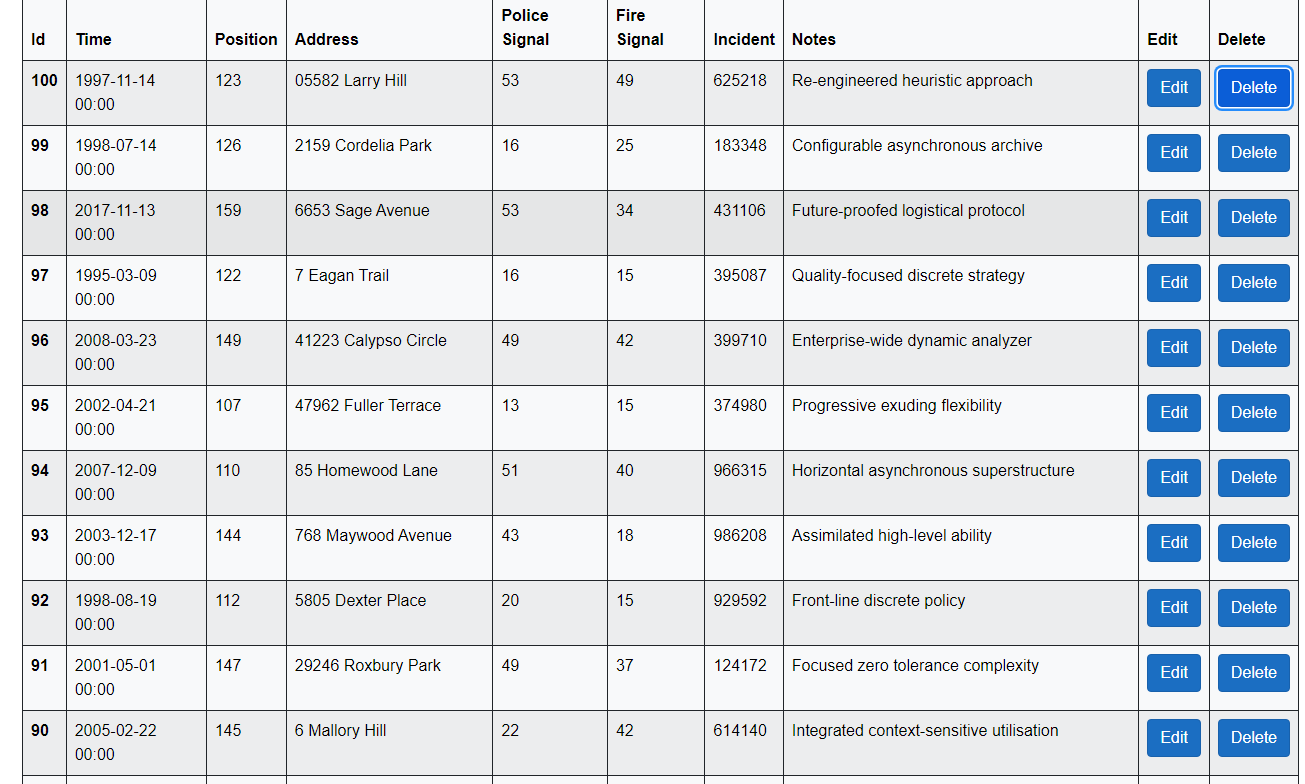 Id Time Position Address Police Signal Fire Signal Incident Notes Edit Delete
100 1997-11-14 00:00 123 05582 Larry Hill 53 49 625218 Re-engineered heuristic approach Edit Delete
99 1998-07-14 00:00 126 2159 Cordelia Park 16 25 183348 Configurable asynchronous archive Edit Delete
98 2017-11-13 00:00 159 6653 Sage Avenue 53 34 431106 Future-proofed logistical protocol Edit Delete
97 1995-03-09 00:00 122 7 Eagan Trail 16 15 395087 Quality-focused discrete strategy Edit Delete
96 2008-03-23 00:00 149 41223 Calypso Circle 49 42 399710 Enterprise-wide dynamic analyzer Edit Delete
95 2002-04-21 00:00 107 47962 Fuller Terrace 13 15 374980 Progressive exuding flexibility Edit Delete
94 2007-12-09 00:00 110 85 Homewood Lane 51 40 966315 Horizontal asynchronous superstructure Edit Delete
93 2003-12-17 00:00 144 768 Maywood Avenue 43 18 986208 Assimilated high-level ability Edit Delete
92 1998-08-19 00:00 112 5805 Dexter Place 20 15 929592 Front-line discrete policy Edit Delete
91 2001-05-01 00:00 147 29246 Roxbury Park 49 37 124172 Focused zero tolerance complexity Edit Delete
90 2005-02-22 00:00 145 6 Mallory Hill 22 42 614140 Integrated context-sensitive utilisation Edit Delete